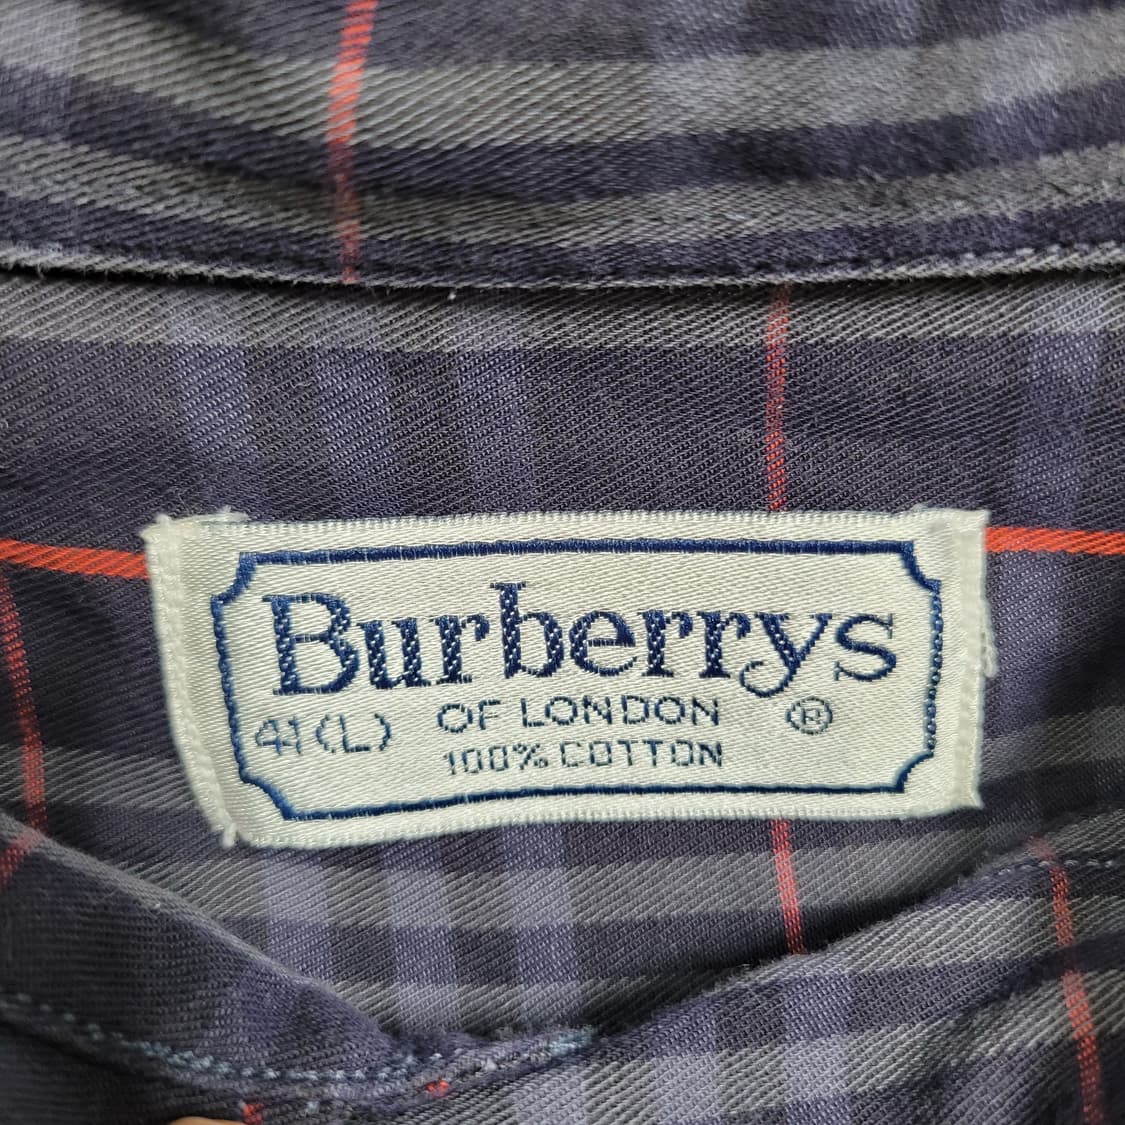 Burberrys
41(L) OF LONDON ®
100% COTTON